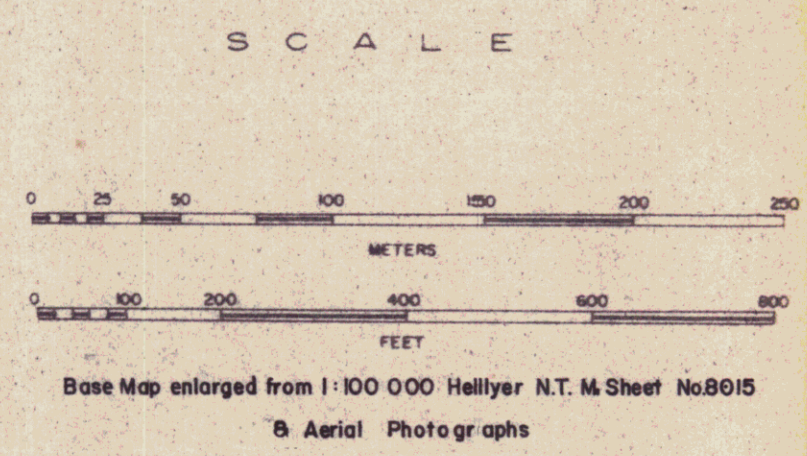 S C A L E
0 25 50 100 150 200 250
METERS
0 100 200 400 600 800
FEET
Base Map enlarged from 1:100 000 Hellyer N.T. M. Sheet No.8015
& Aerial Photographs